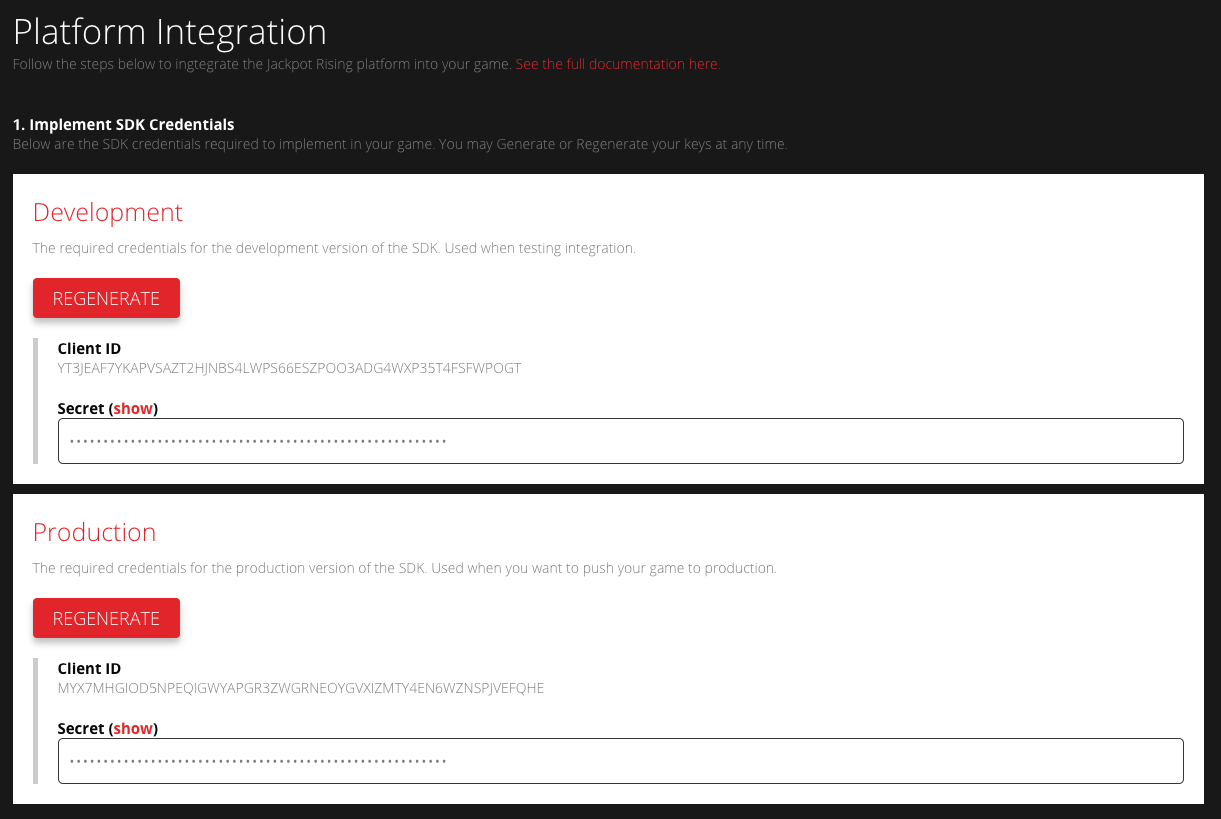 Platform Integration
Follow the steps below to ingtegrate the Jackpot Rising platform into your game. See the full documentation here.
1. Implement SDK Credentials
Below are the SDK credentials required to implement in your game. You may Generate or Regenerate your keys at any time.
Development
The required credentials for the development version of the SDK. Used when testing integration.
REGENERATE
Client ID
YT3JEAF7YKAPVSAZT2HJNBS4LWPS66ESZPOO3ADG4WXP35T4FSFWPOGT
Secret (show)
Production
The required credentials for the production version of the SDK. Used when you want to push your game to production.
REGENERATE
Client ID
MYX7MHGIOD5NPEQIGWYAPGR3ZWGRNEOYGVXIZMTY4EN6WZNSPJVEFQHE
Secret (show)